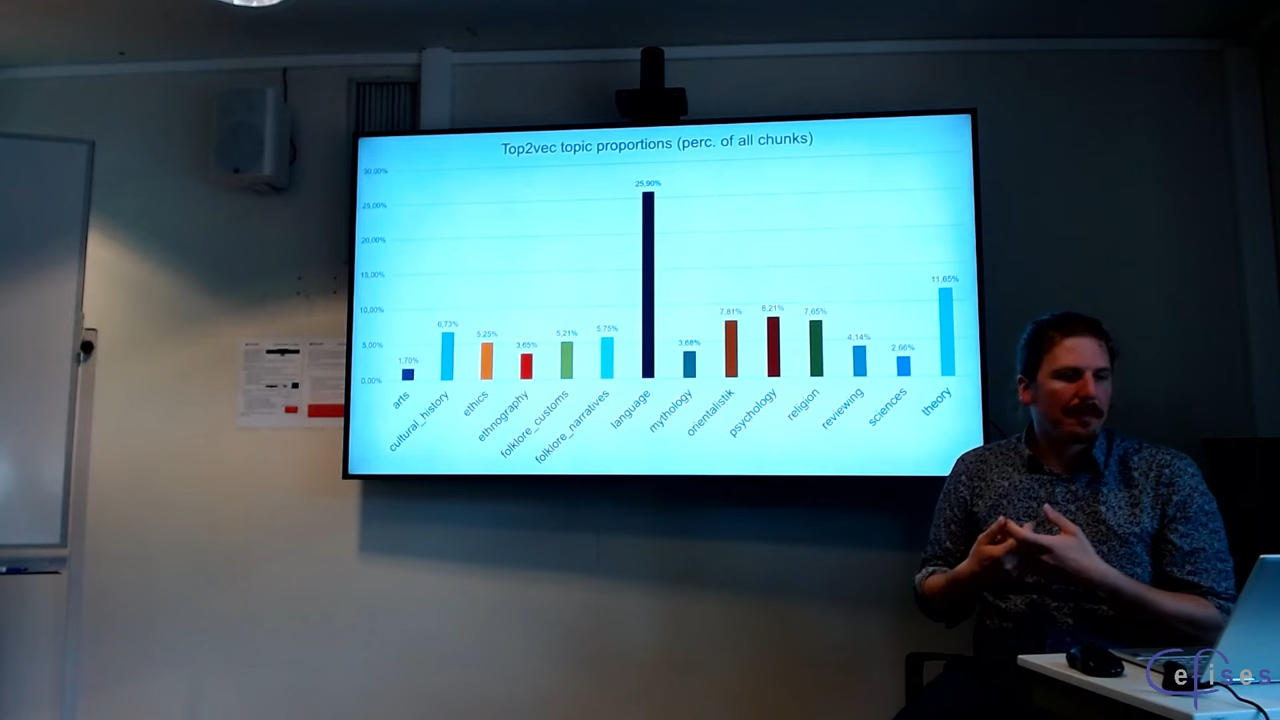 Top2vec topic proportions (perc. of all chunks)
30,00%
25,00%
20,00%
15,00%
10,00%
5,00%
0,00%
1,70%
6,73%
5,25%
3,65%
5,21%
5,75%
25,90%
3,68%
7,81%
8,21%
7,65%
4,14%
2,66%
11,65%
arts
cultural_history
ethics
ethnography
folklore_customs
folklore_narratives
language
mythology
orientalistik
psychology
religion
reviewing
sciences
theory
Cefises